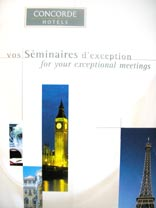 CONCORDE
HOTELS
vos Séminaires d'exception
for your exceptional meetings